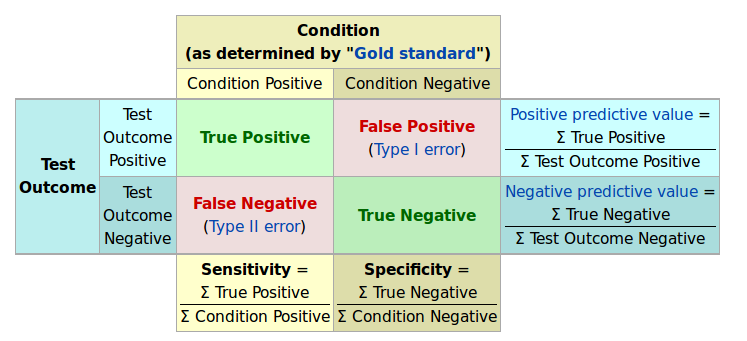 Condition
(as determined by "Gold standard")
Condition Positive
Condition Negative
Test
Outcome
Test
Outcome
Positive
True Positive
False Positive
(Type I error)
Positive predictive value =
Σ True Positive
Σ Test Outcome Positive
Test
Outcome
Negative
False Negative
(Type II error)
True Negative
Negative predictive value =
Σ True Negative
Σ Test Outcome Negative
Sensitivity =
Σ True Positive
Σ Condition Positive
Specificity =
Σ True Negative
Σ Condition Negative